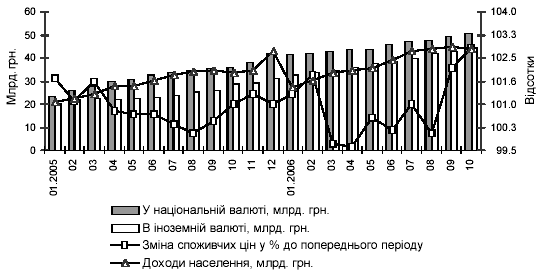 60 104.0
50 103.3
40 102.5
30 101.8
20 101.0
10 100.3
0 99.5
Млрд. грн.
Відсотки
01.2005 02 03 04 05 06 07 08 09 10 11 12 01.2006 02 03 04 05 06 07 08 09 10
У національній валюті, млрд. грн.
В іноземній валюті, млрд. грн.
Зміна споживчих цін у % до попереднього періоду
Доходи населення, млрд. грн.